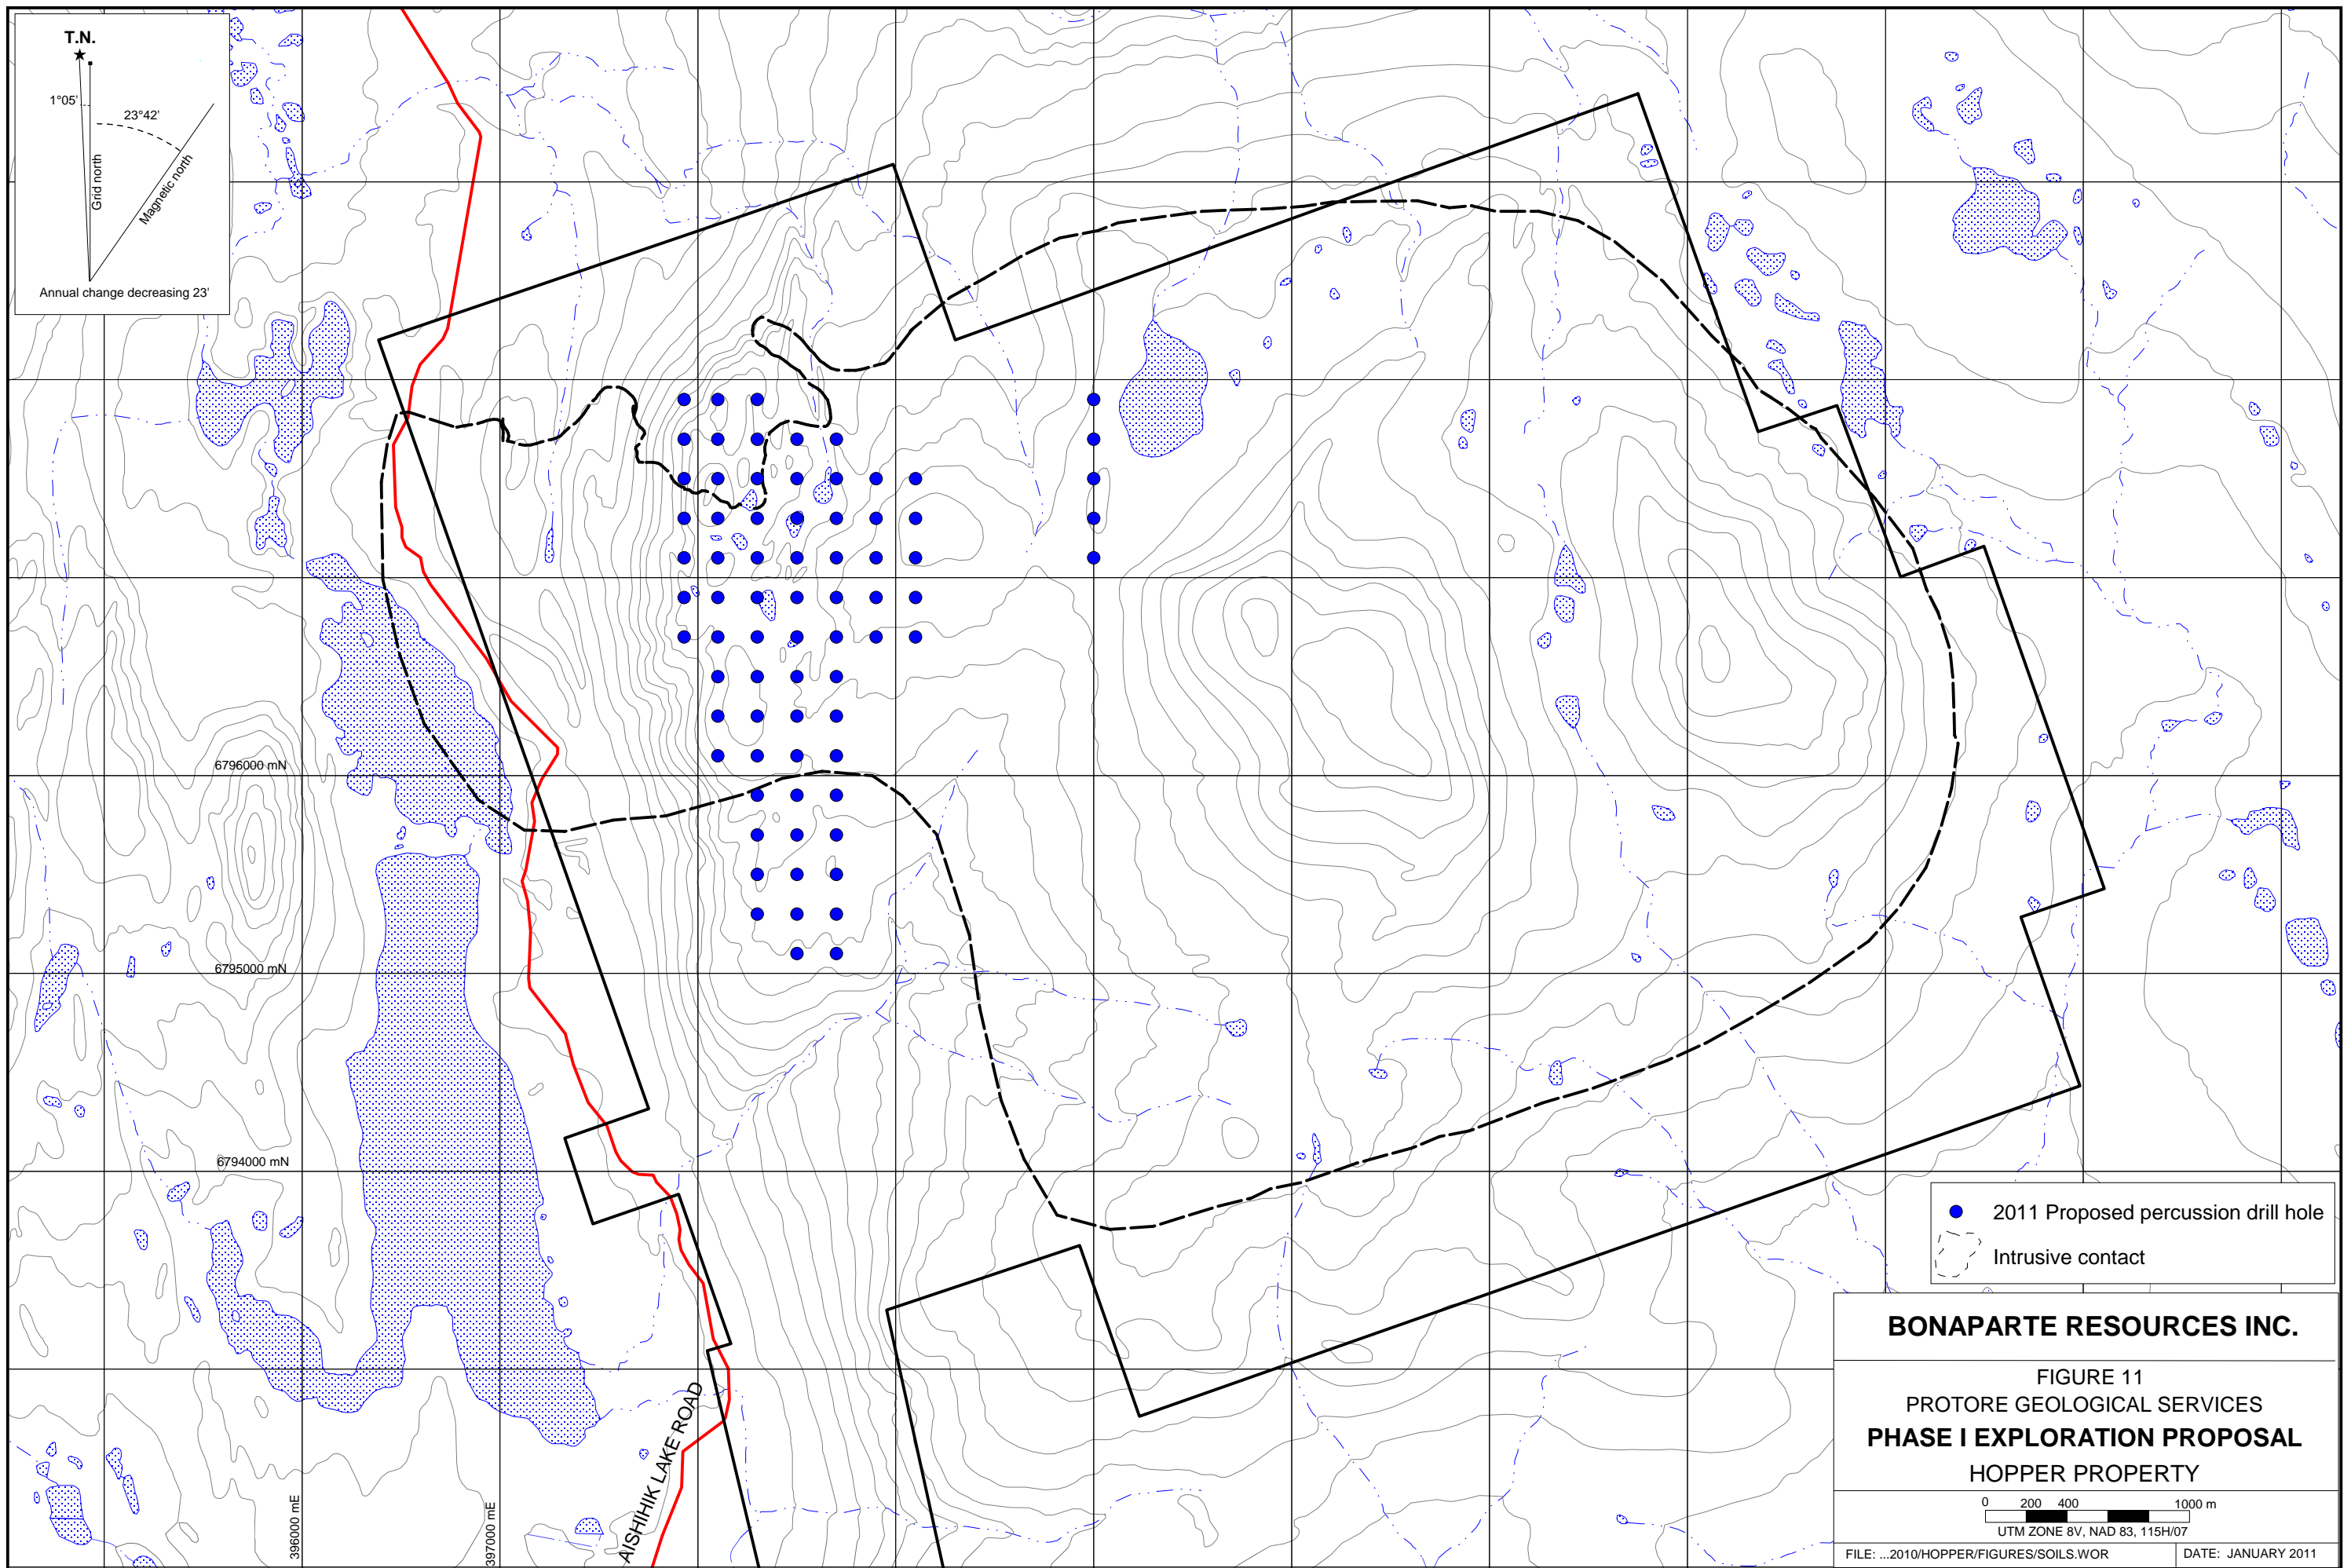 T.N.
1°05'
23°42'
Grid north
Magnetic north
Annual change decreasing 23'
6796000 mN
6795000 mN
6794000 mN
396000 mE
397000 mE
AISHIHIK LAKE ROAD
2011 Proposed percussion drill hole
Intrusive contact
BONAPARTE RESOURCES INC.
FIGURE 11
PROTORE GEOLOGICAL SERVICES
PHASE I EXPLORATION PROPOSAL
HOPPER PROPERTY
0 200 400 1000 m
UTM ZONE 8V, NAD 83, 115H/07
FILE: ...2010/HOPPER/FIGURES/SOILS.WOR
DATE: JANUARY 2011